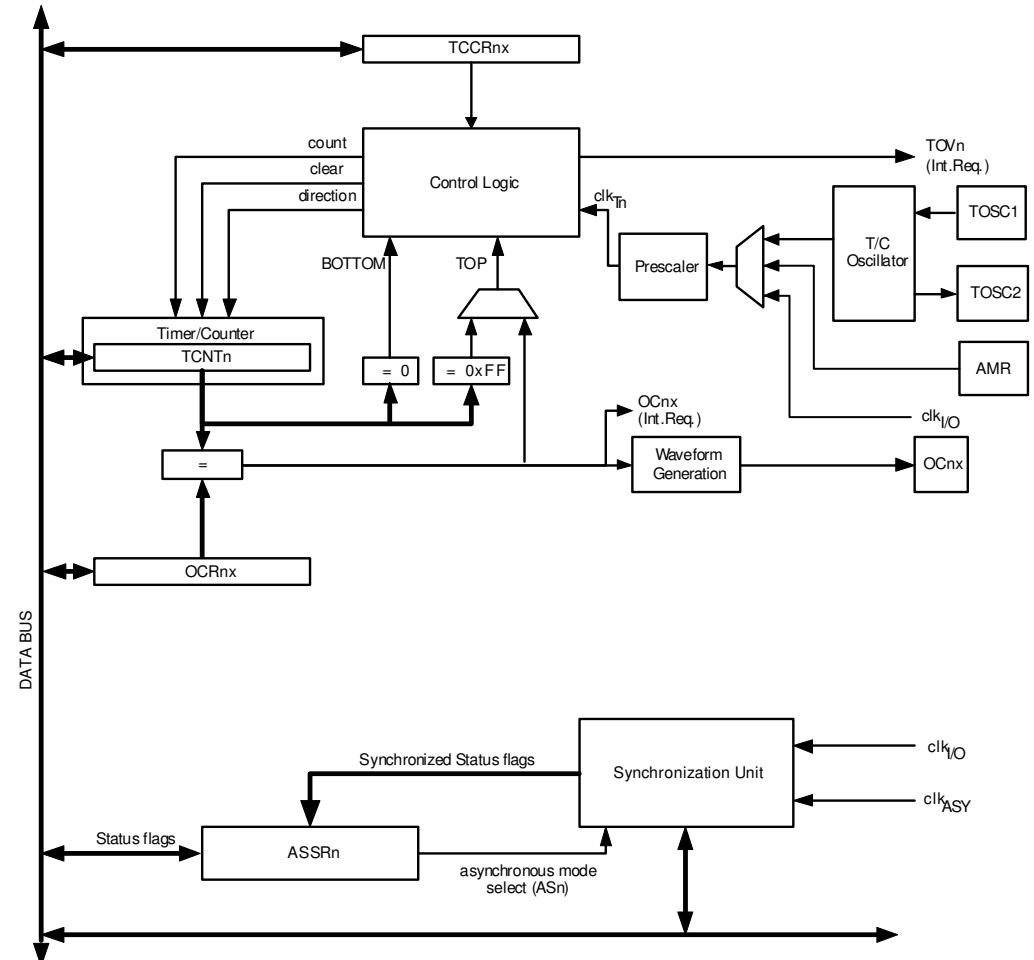 TCCRnx
count
clear
direction
Control Logic
TOVn
(Int.Req.)
clkTn
TOSC1
T/C
Oscillator
TOSC2
Prescaler
BOTTOM
TOP
Timer/Counter
TCNTn
= 0
= 0xFF
AMR
OCnx
(Int.Req.)
clkI/O
=
Waveform
Generation
OCnx
OCRnx
DATA BUS
Synchronized Status flags
Synchronization Unit
clkI/O
clkASY
Status flags
ASSRn
asynchronous mode
select (ASn)